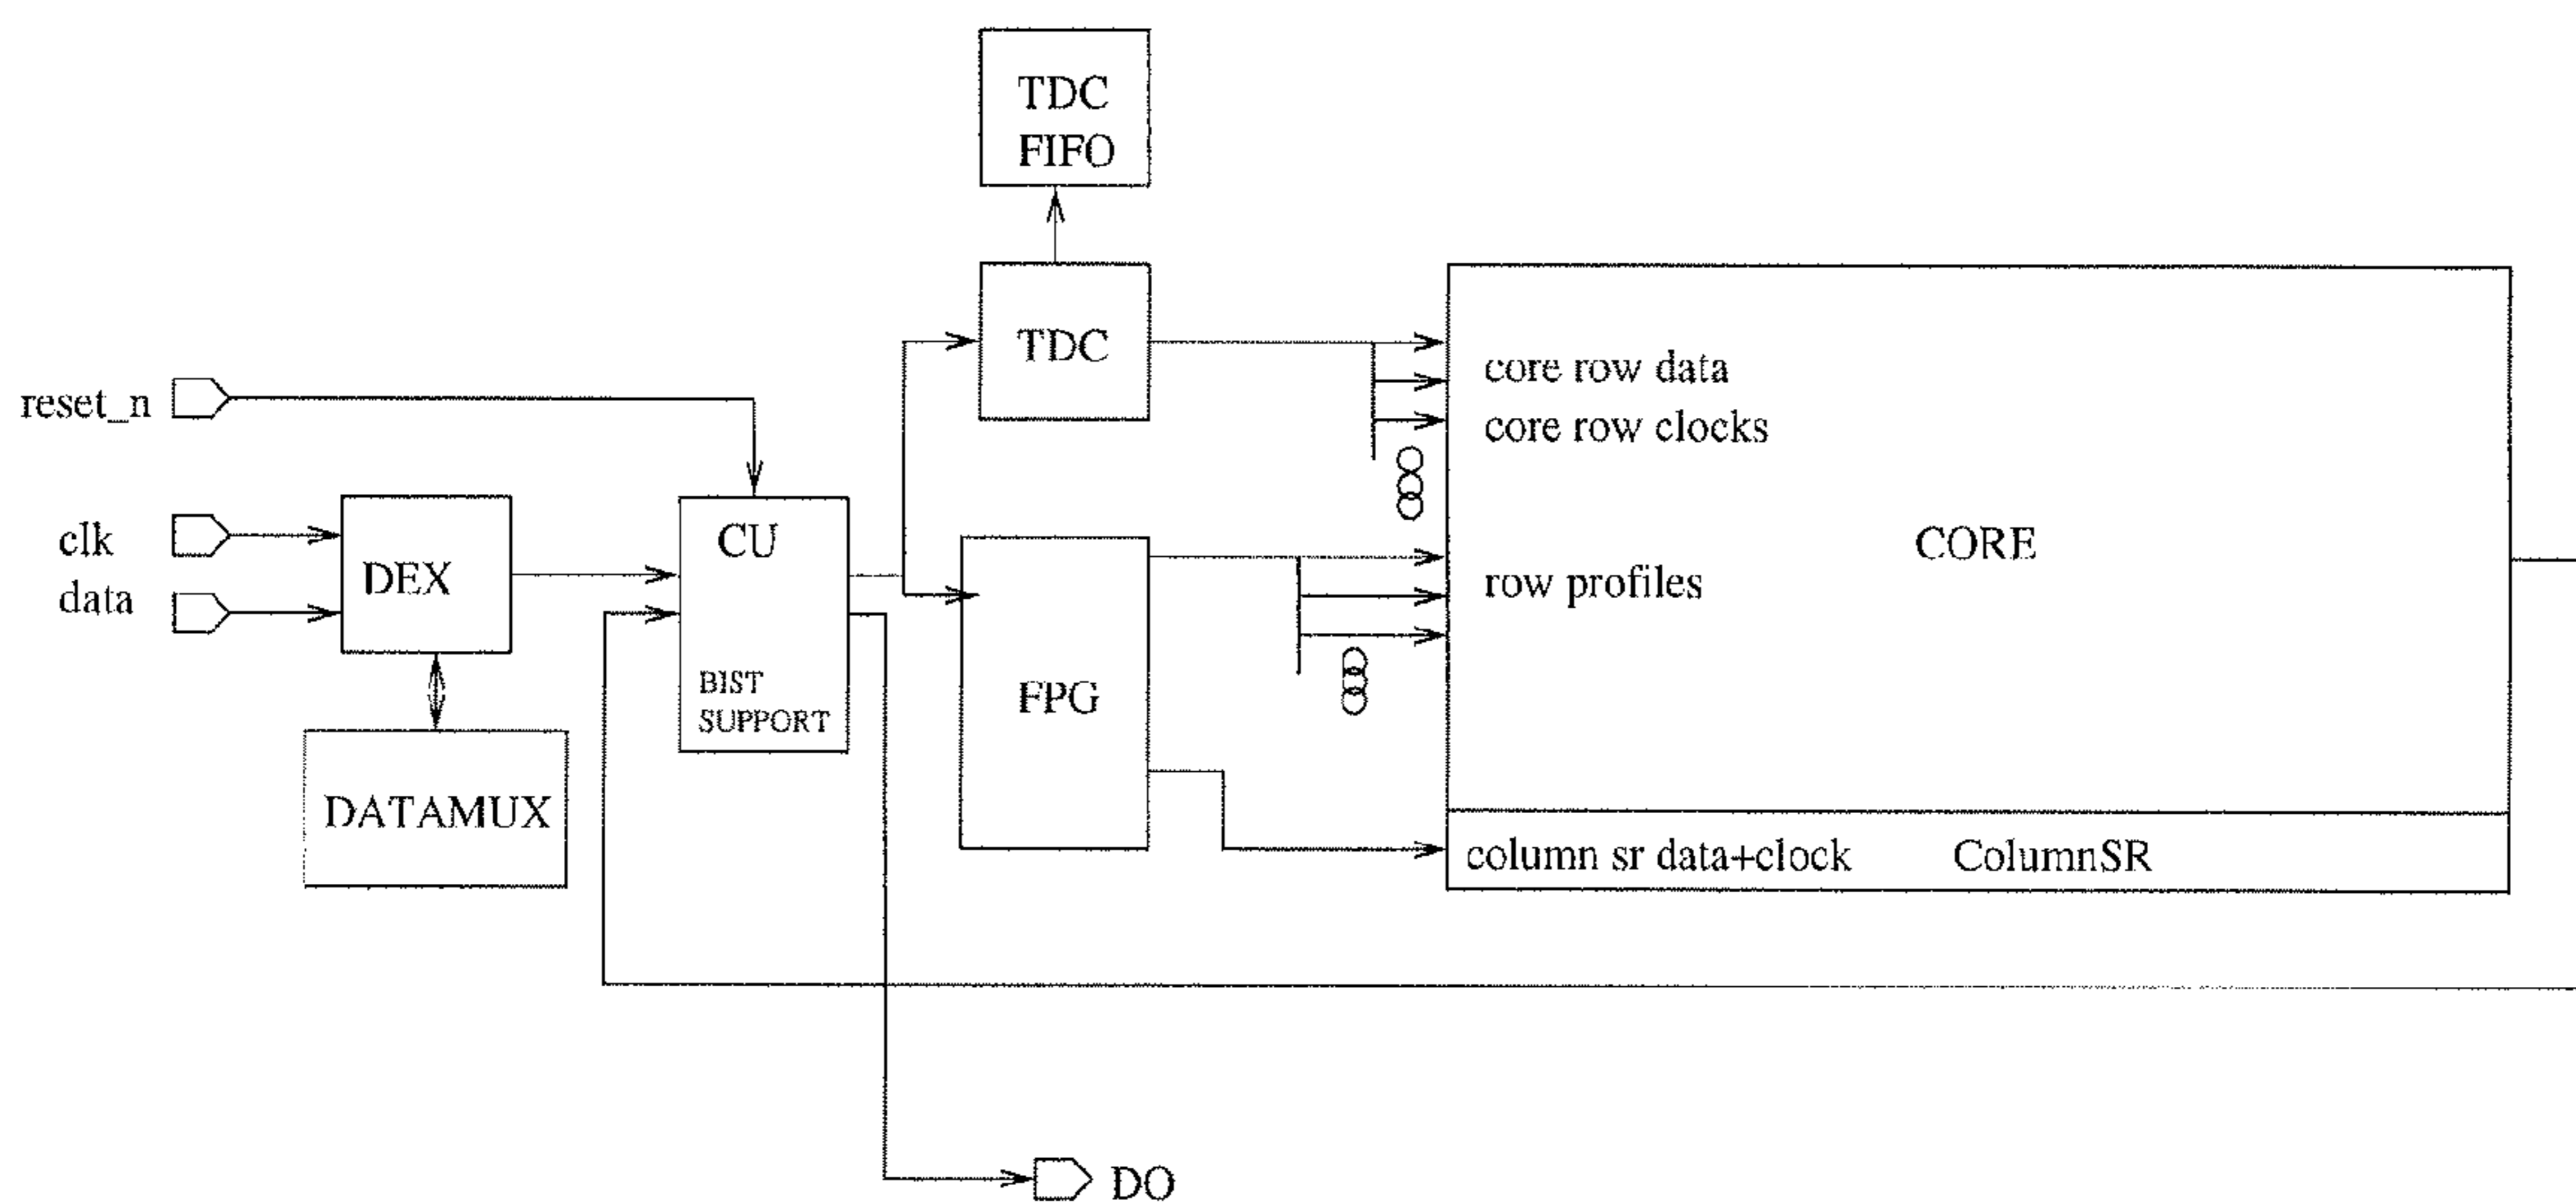 TDC
FIFO
TDC
reset_n
clk
data
DEX
DATAMUX
CU
BIST
SUPPORT
FPG
core row data
core row clocks
row profiles
CORE
column sr data+clock
ColumnSR
DO